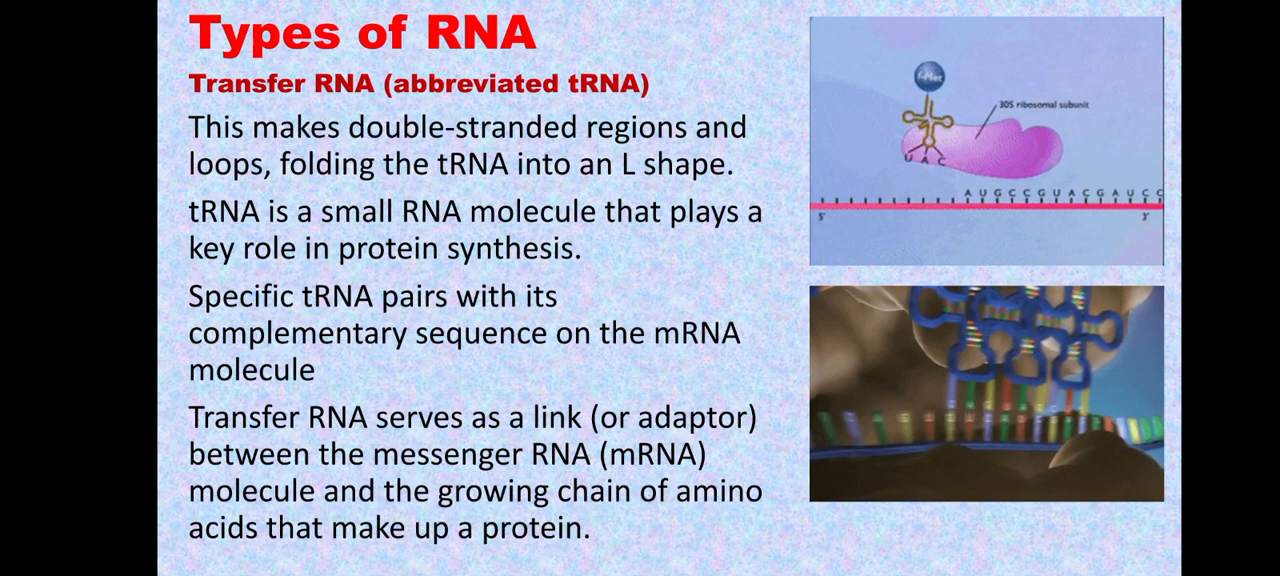 Types of RNA
Transfer RNA (abbreviated tRNA)
This makes double-stranded regions and
loops, folding the tRNA into an L shape.
tRNA is a small RNA molecule that plays a
key role in protein synthesis.
Specific tRNA pairs with its
complementary sequence on the mRNA
molecule
Transfer RNA serves as a link (or adaptor)
between the messenger RNA (mRNA)
molecule and the growing chain of amino
acids that make up a protein.
f-Met
30S ribosomal subunit
U A C
A U G C C G U A C G A U C C
5'
3'